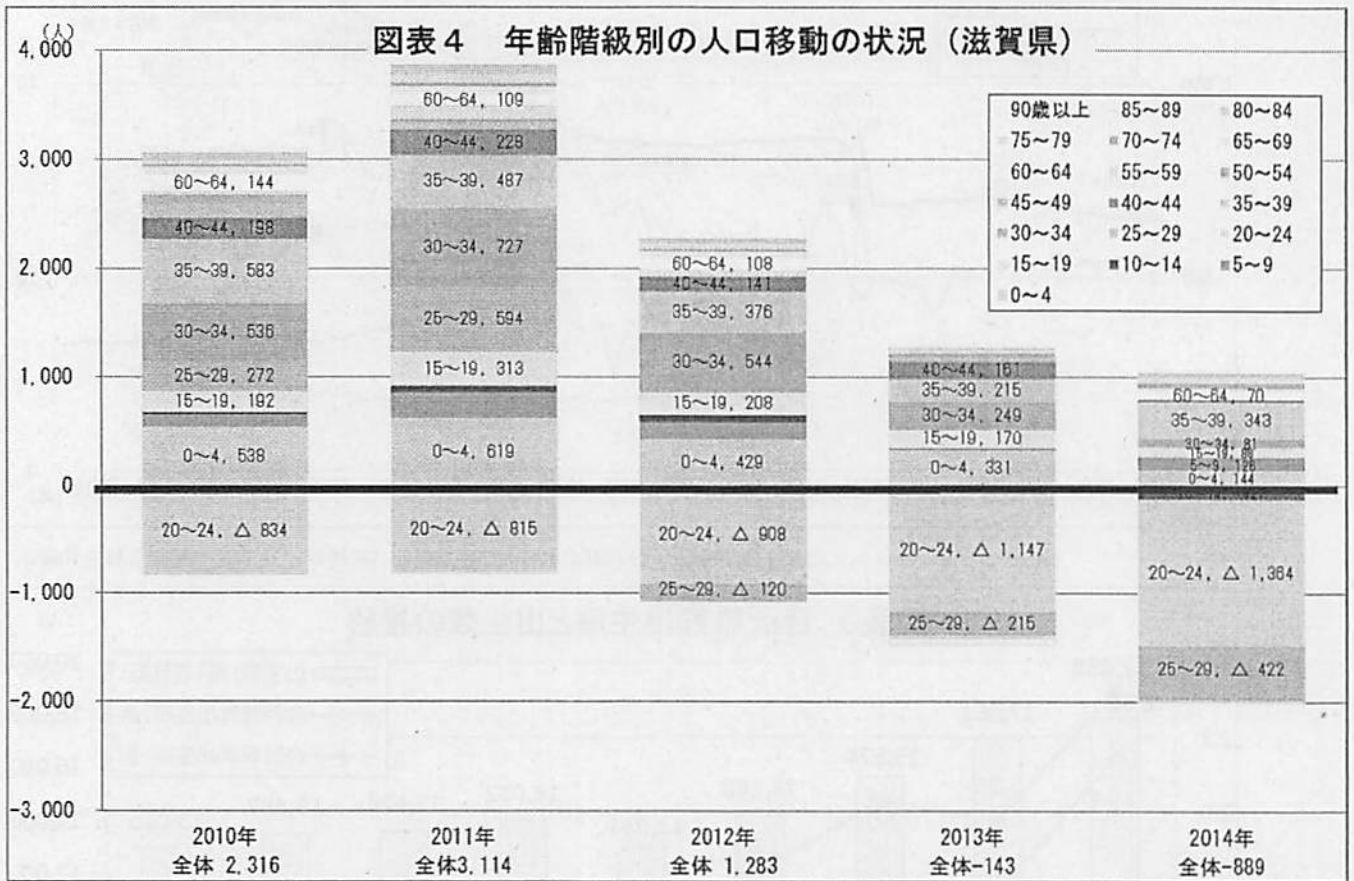 図表４　年齢階級別の人口移動の状況（滋賀県）
(人)
4,000
3,000
2,000
1,000
0
-1,000
-2,000
-3,000
90歳以上 85～89 80～84
75～79 70～74 65～69
60～64 55～59 50～54
45～49 40～44 35～39
30～34 25～29 20～24
15～19 10～14 5～9
0～4
60～64, 144
40～44, 198
35～39, 583
30～34, 536
25～29, 272
15～19, 192
0～4, 538
20～24, △ 834
60～64, 109
40～44, 228
35～39, 487
30～34, 727
25～29, 594
15～19, 313
0～4, 619
20～24, △ 815
60～64, 108
40～44, 141
35～39, 376
30～34, 544
15～19, 208
0～4, 429
20～24, △ 908
25～29, △ 120
40～44, 161
35～39, 215
30～34, 249
15～19, 170
0～4, 331
20～24, △ 1,147
25～29, △ 215
60～64, 70
35～39, 343
30～34, 81
15～19,
5～9, 126
0～4, 144
20～24, △ 1,364
25～29, △ 422
2010年 2011年 2012年 2013年 2014年
全体 2,316 全体3,114 全体 1,283 全体-143 全体-889